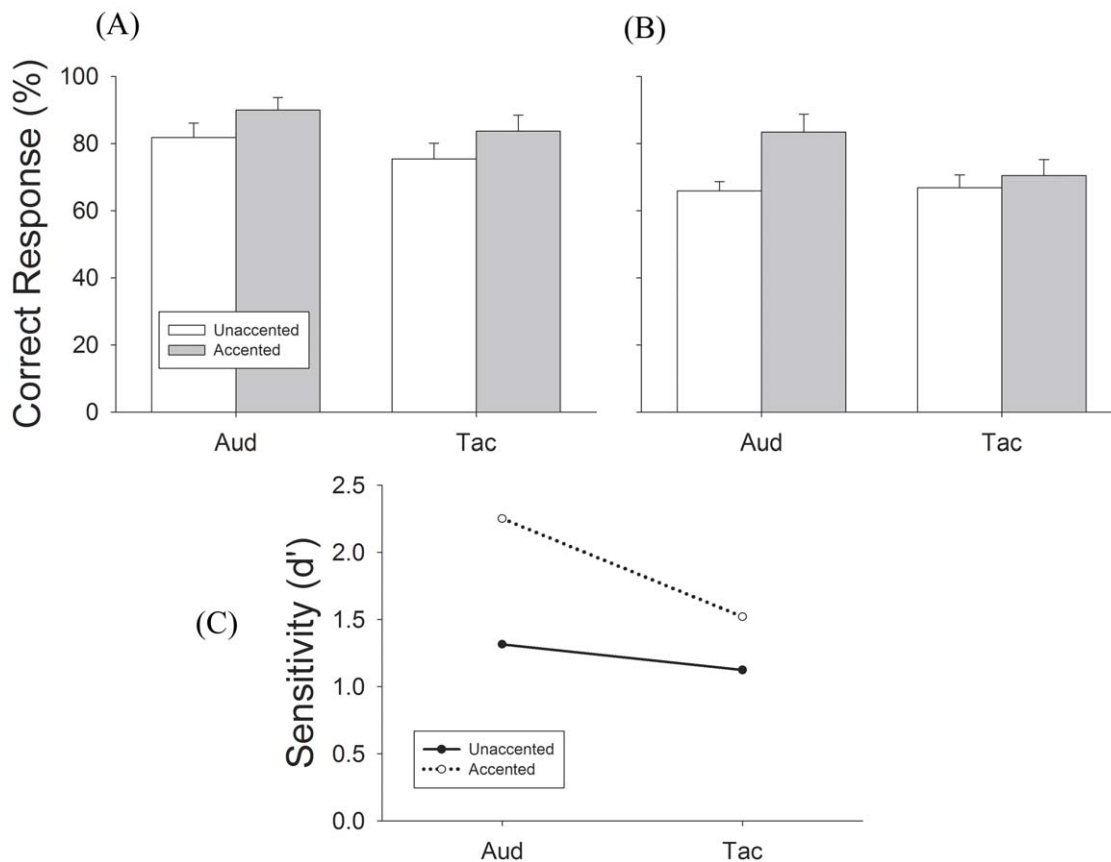 (A)
(B)
Correct Response (%)
100
80
60
40
20
0
Unaccented
Accented
Aud
Tac
Aud
Tac
(C)
Sensitivity (d')
2.5
2.0
1.5
1.0
0.5
0.0
Unaccented
Accented
Aud
Tac